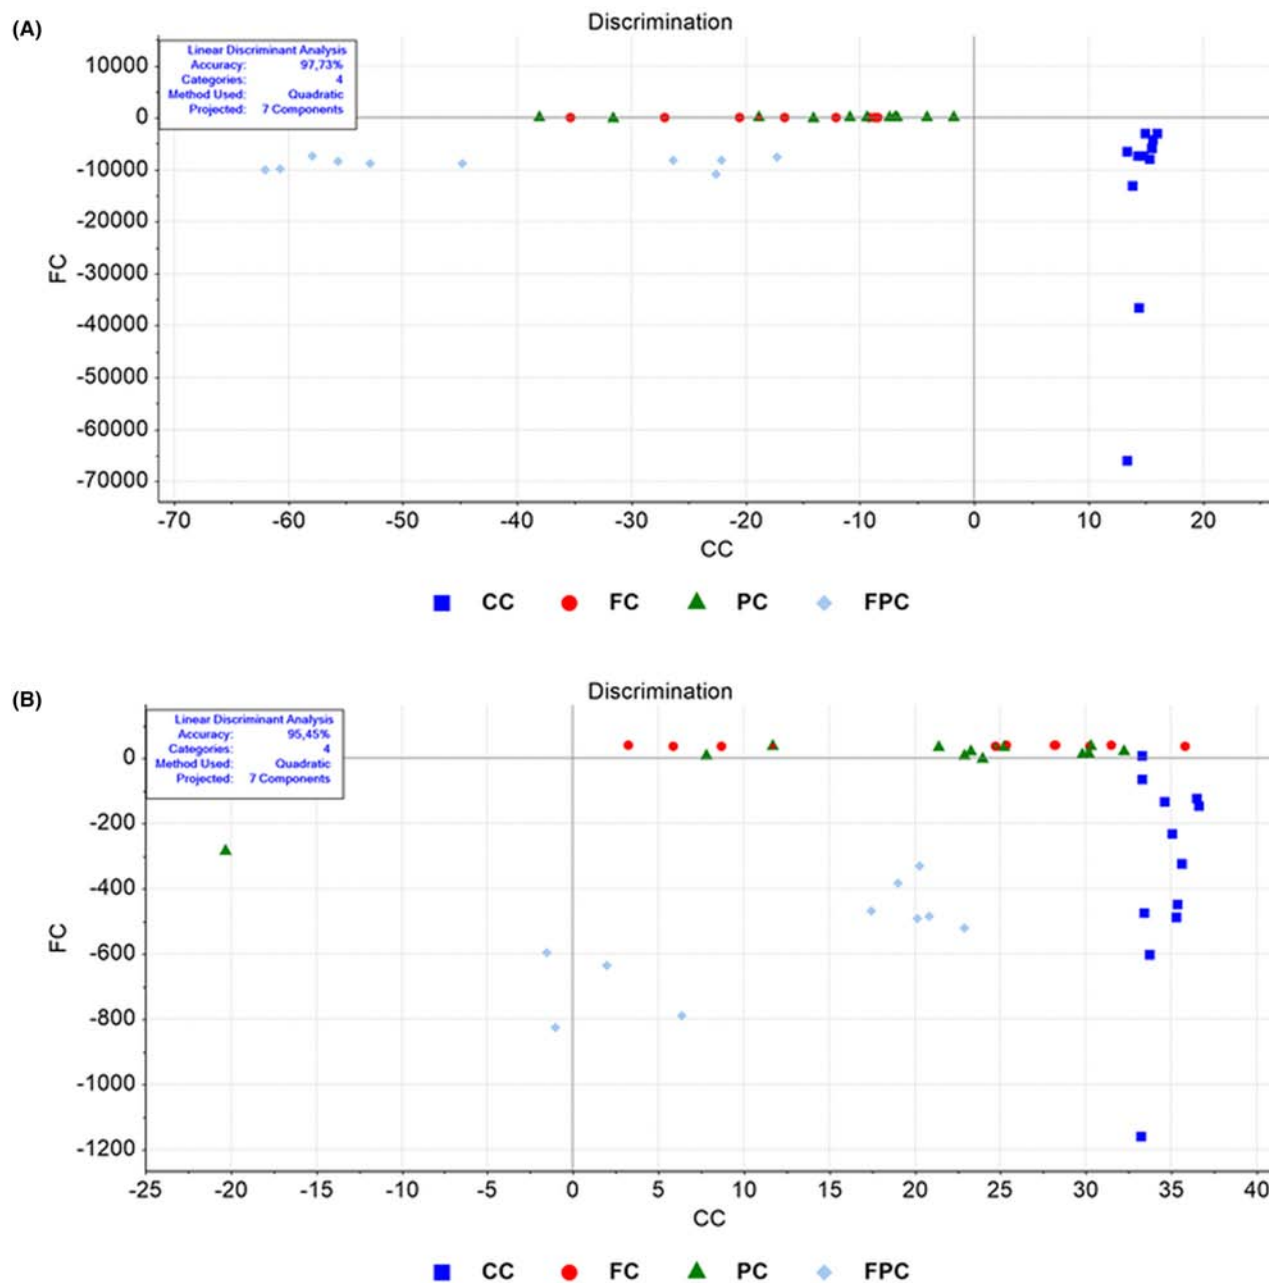 (A)
Discrimination
Linear Discriminant Analysis
Accuracy: 97,73%
Categories: 4
Method Used: Quadratic
Projected: 7 Components
10000
0
-10000
-20000
-30000
-40000
-50000
-60000
-70000
FC
-70 -60 -50 -40 -30 -20 -10 0 10 20
CC
CC FC PC FPC
(B)
Discrimination
Linear Discriminant Analysis
Accuracy: 95,45%
Categories: 4
Method Used: Quadratic
Projected: 7 Components
0
-200
-400
-600
-800
-1000
-1200
FC
-25 -20 -15 -10 -5 0 5 10 15 20 25 30 35 40
CC
CC FC PC FPC